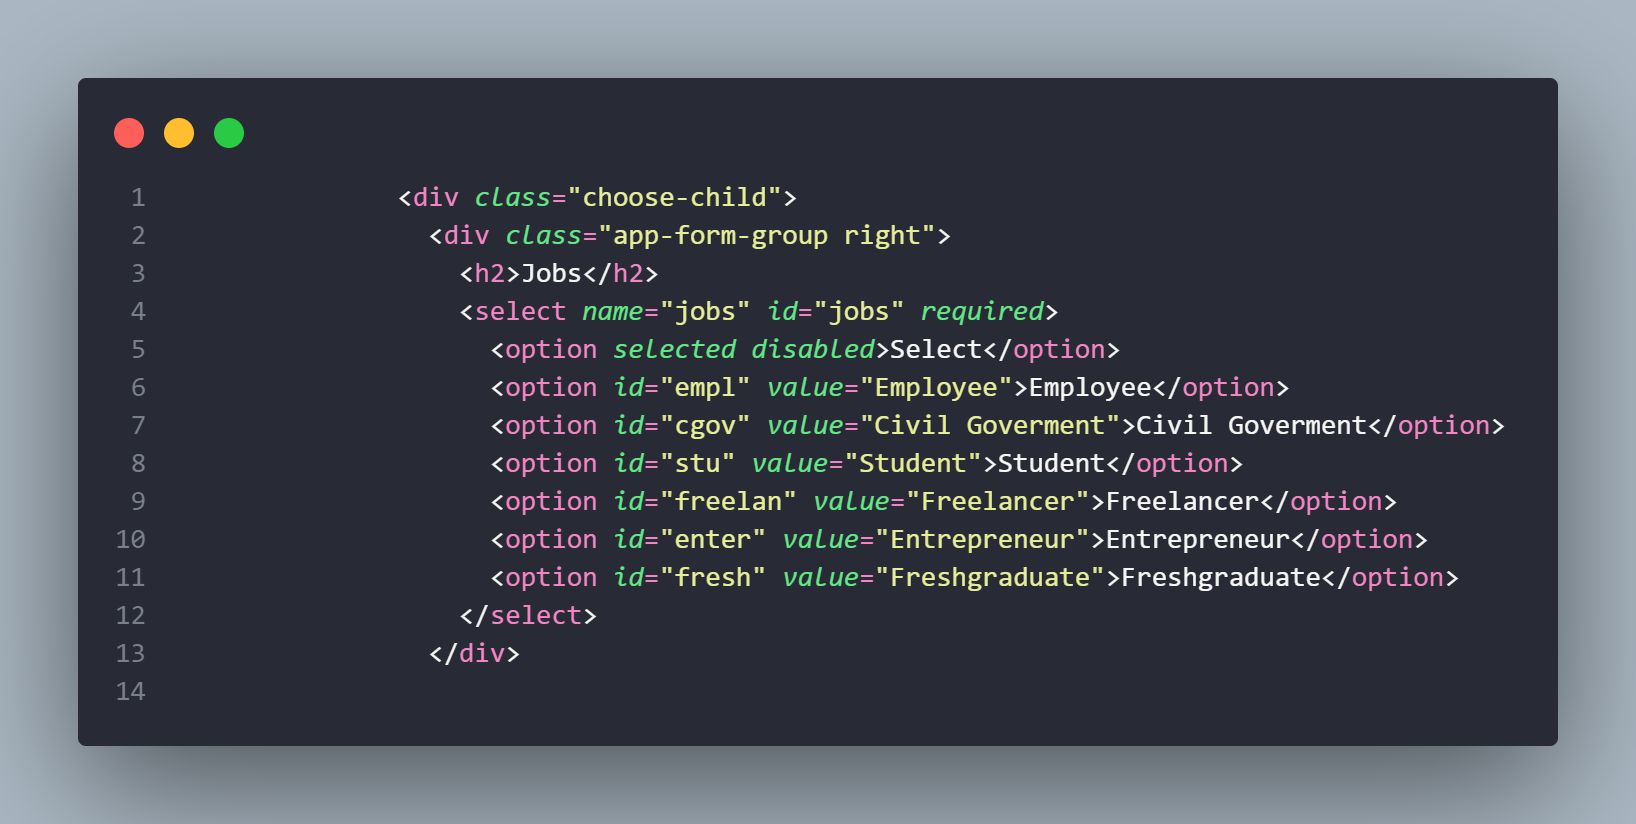 1 <div class="choose-child">
2 <div class="app-form-group right">
3 <h2>Jobs</h2>
4 <select name="jobs" id="jobs" required>
5 <option selected disabled>Select</option>
6 <option id="empl" value="Employee">Employee</option>
7 <option id="cgov" value="Civil Goverment">Civil Goverment</option>
8 <option id="stu" value="Student">Student</option>
9 <option id="freelan" value="Freelancer">Freelancer</option>
10 <option id="enter" value="Entrepreneur">Entrepreneur</option>
11 <option id="fresh" value="Freshgraduate">Freshgraduate</option>
12 </select>
13 </div>
14